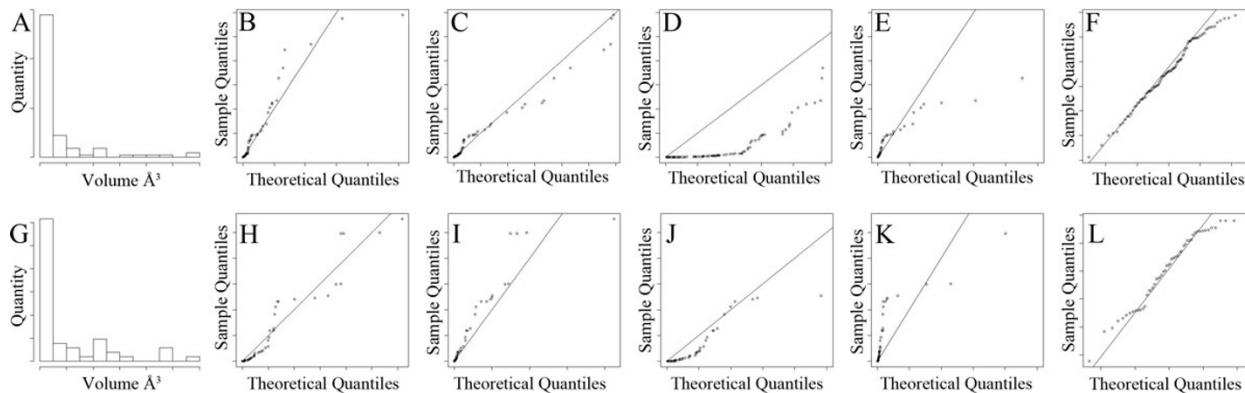 A
Quantity
Volume Å³
B
Sample Quantiles
Theoretical Quantiles
C
Sample Quantiles
Theoretical Quantiles
D
Sample Quantiles
Theoretical Quantiles
E
Sample Quantiles
Theoretical Quantiles
F
Sample Quantiles
Theoretical Quantiles
G
Quantity
Volume Å³
H
Sample Quantiles
Theoretical Quantiles
I
Sample Quantiles
Theoretical Quantiles
J
Sample Quantiles
Theoretical Quantiles
K
Sample Quantiles
Theoretical Quantiles
L
Sample Quantiles
Theoretical Quantiles